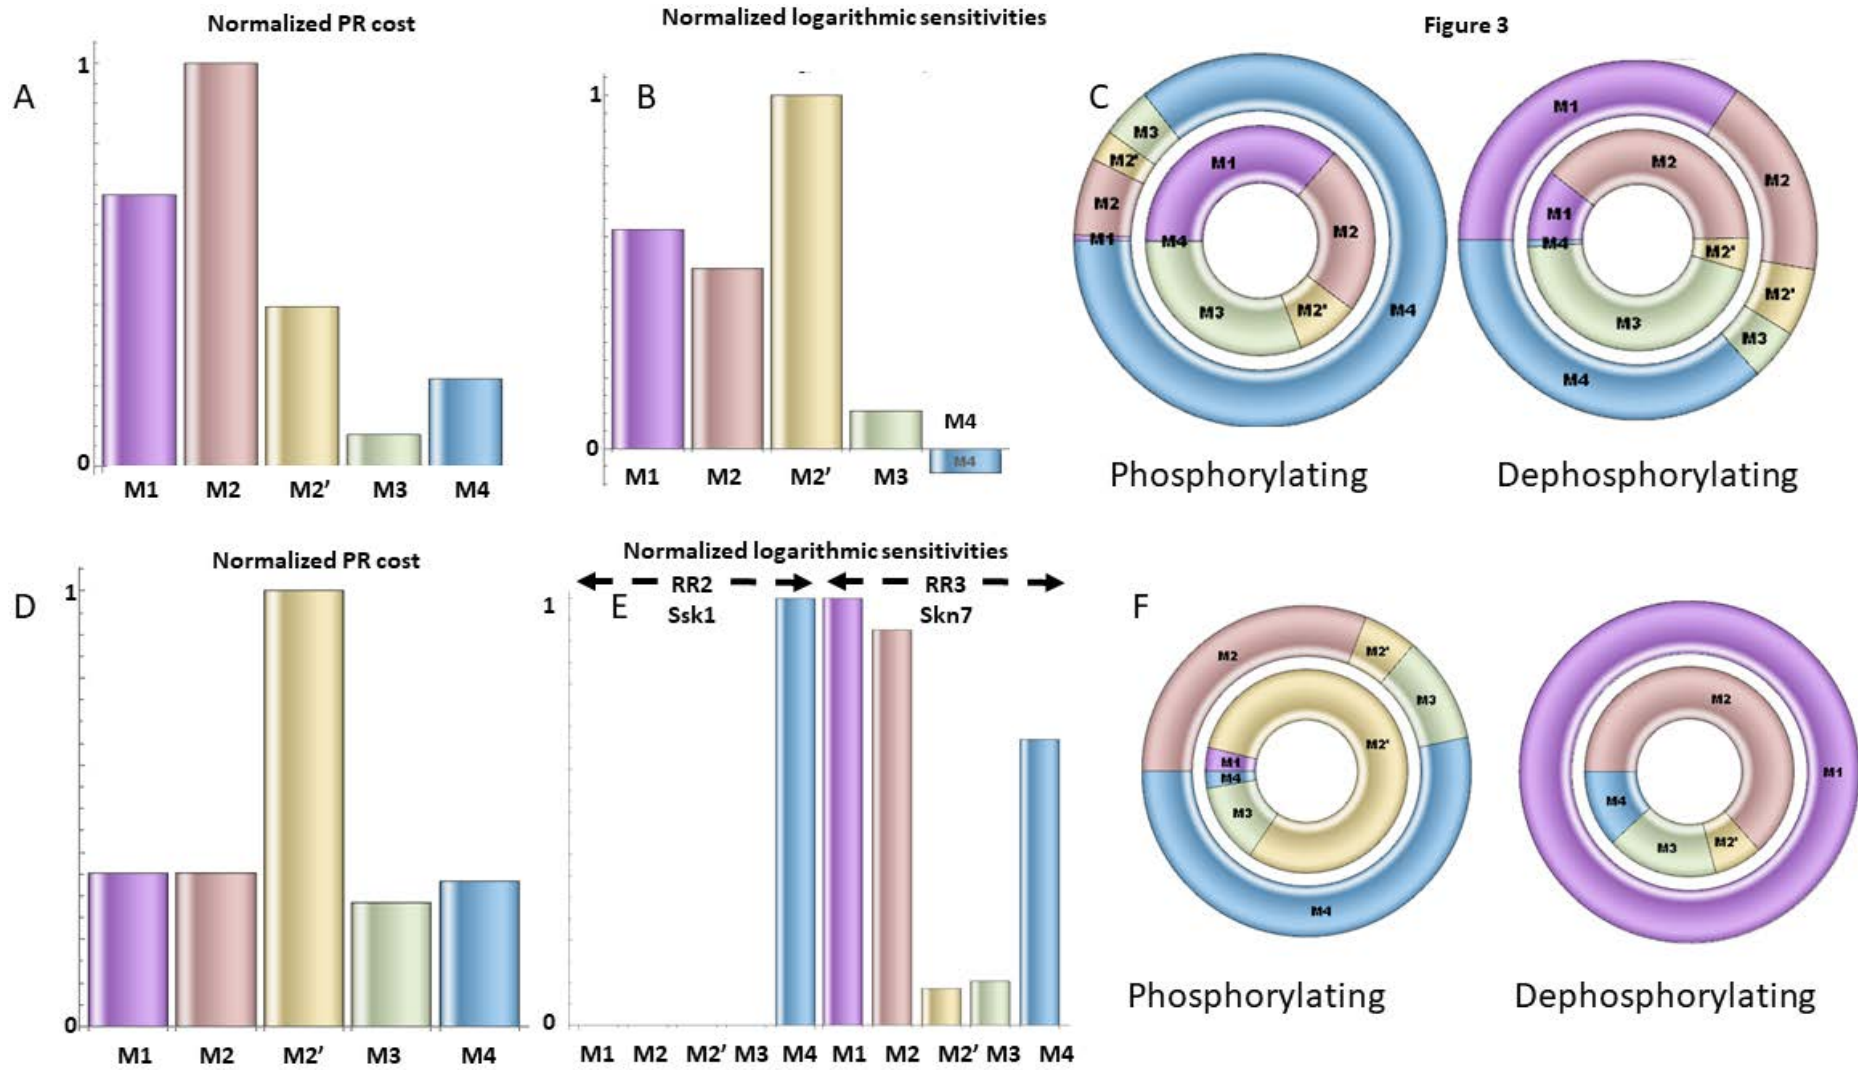 Figure 3
Normalized PR cost
A
1
0
M1 M2 M2’ M3 M4
Normalized logarithmic sensitivities
B
1
0
M4
M4
M1 M2 M2’ M3
C
M3
M2'
M2
M1
M4
M1
M2
M2'
M3
M4
Phosphorylating
M1
M2
M2'
M3
M4
M2
M1
M4
M2'
M3
Dephosphorylating
Normalized PR cost
D
1
0
M1 M2 M2’ M3 M4
Normalized logarithmic sensitivities
RR2 RR3
Ssk1 Skn7
E
1
0
M1 M2 M2’ M3 M4 M1 M2 M2’ M3 M4
F
M2
M2'
M3
M4
M2'
M1
M4
M3
Phosphorylating
M1
M2
M4
M3
M2'
Dephosphorylating